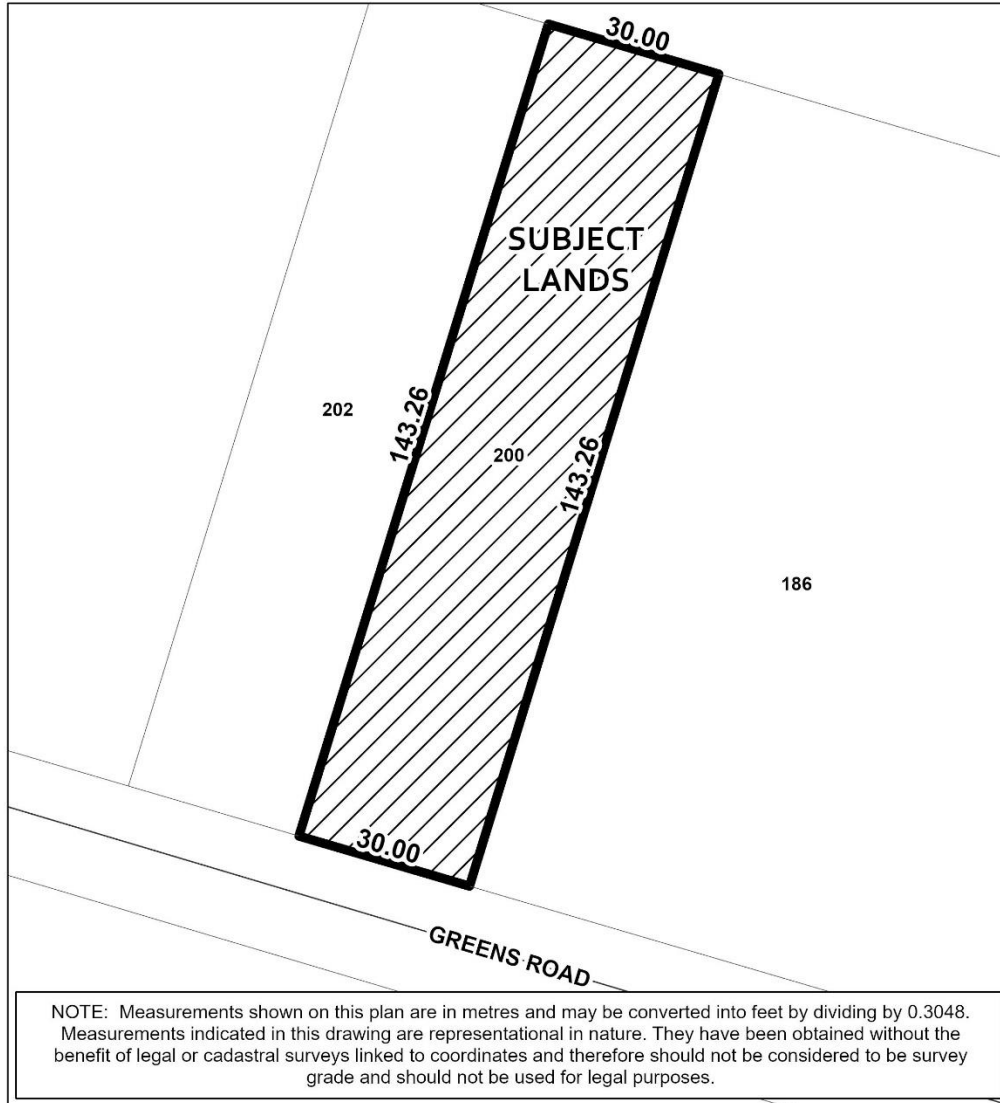 30.00
SUBJECT
LANDS
202
143.26
200
143.26
186
30.00
GREENS ROAD
NOTE: Measurements shown on this plan are in metres and may be converted into feet by dividing by 0.3048.
Measurements indicated in this drawing are representational in nature. They have been obtained without the
benefit of legal or cadastral surveys linked to coordinates and therefore should not be considered to be survey
grade and should not be used for legal purposes.